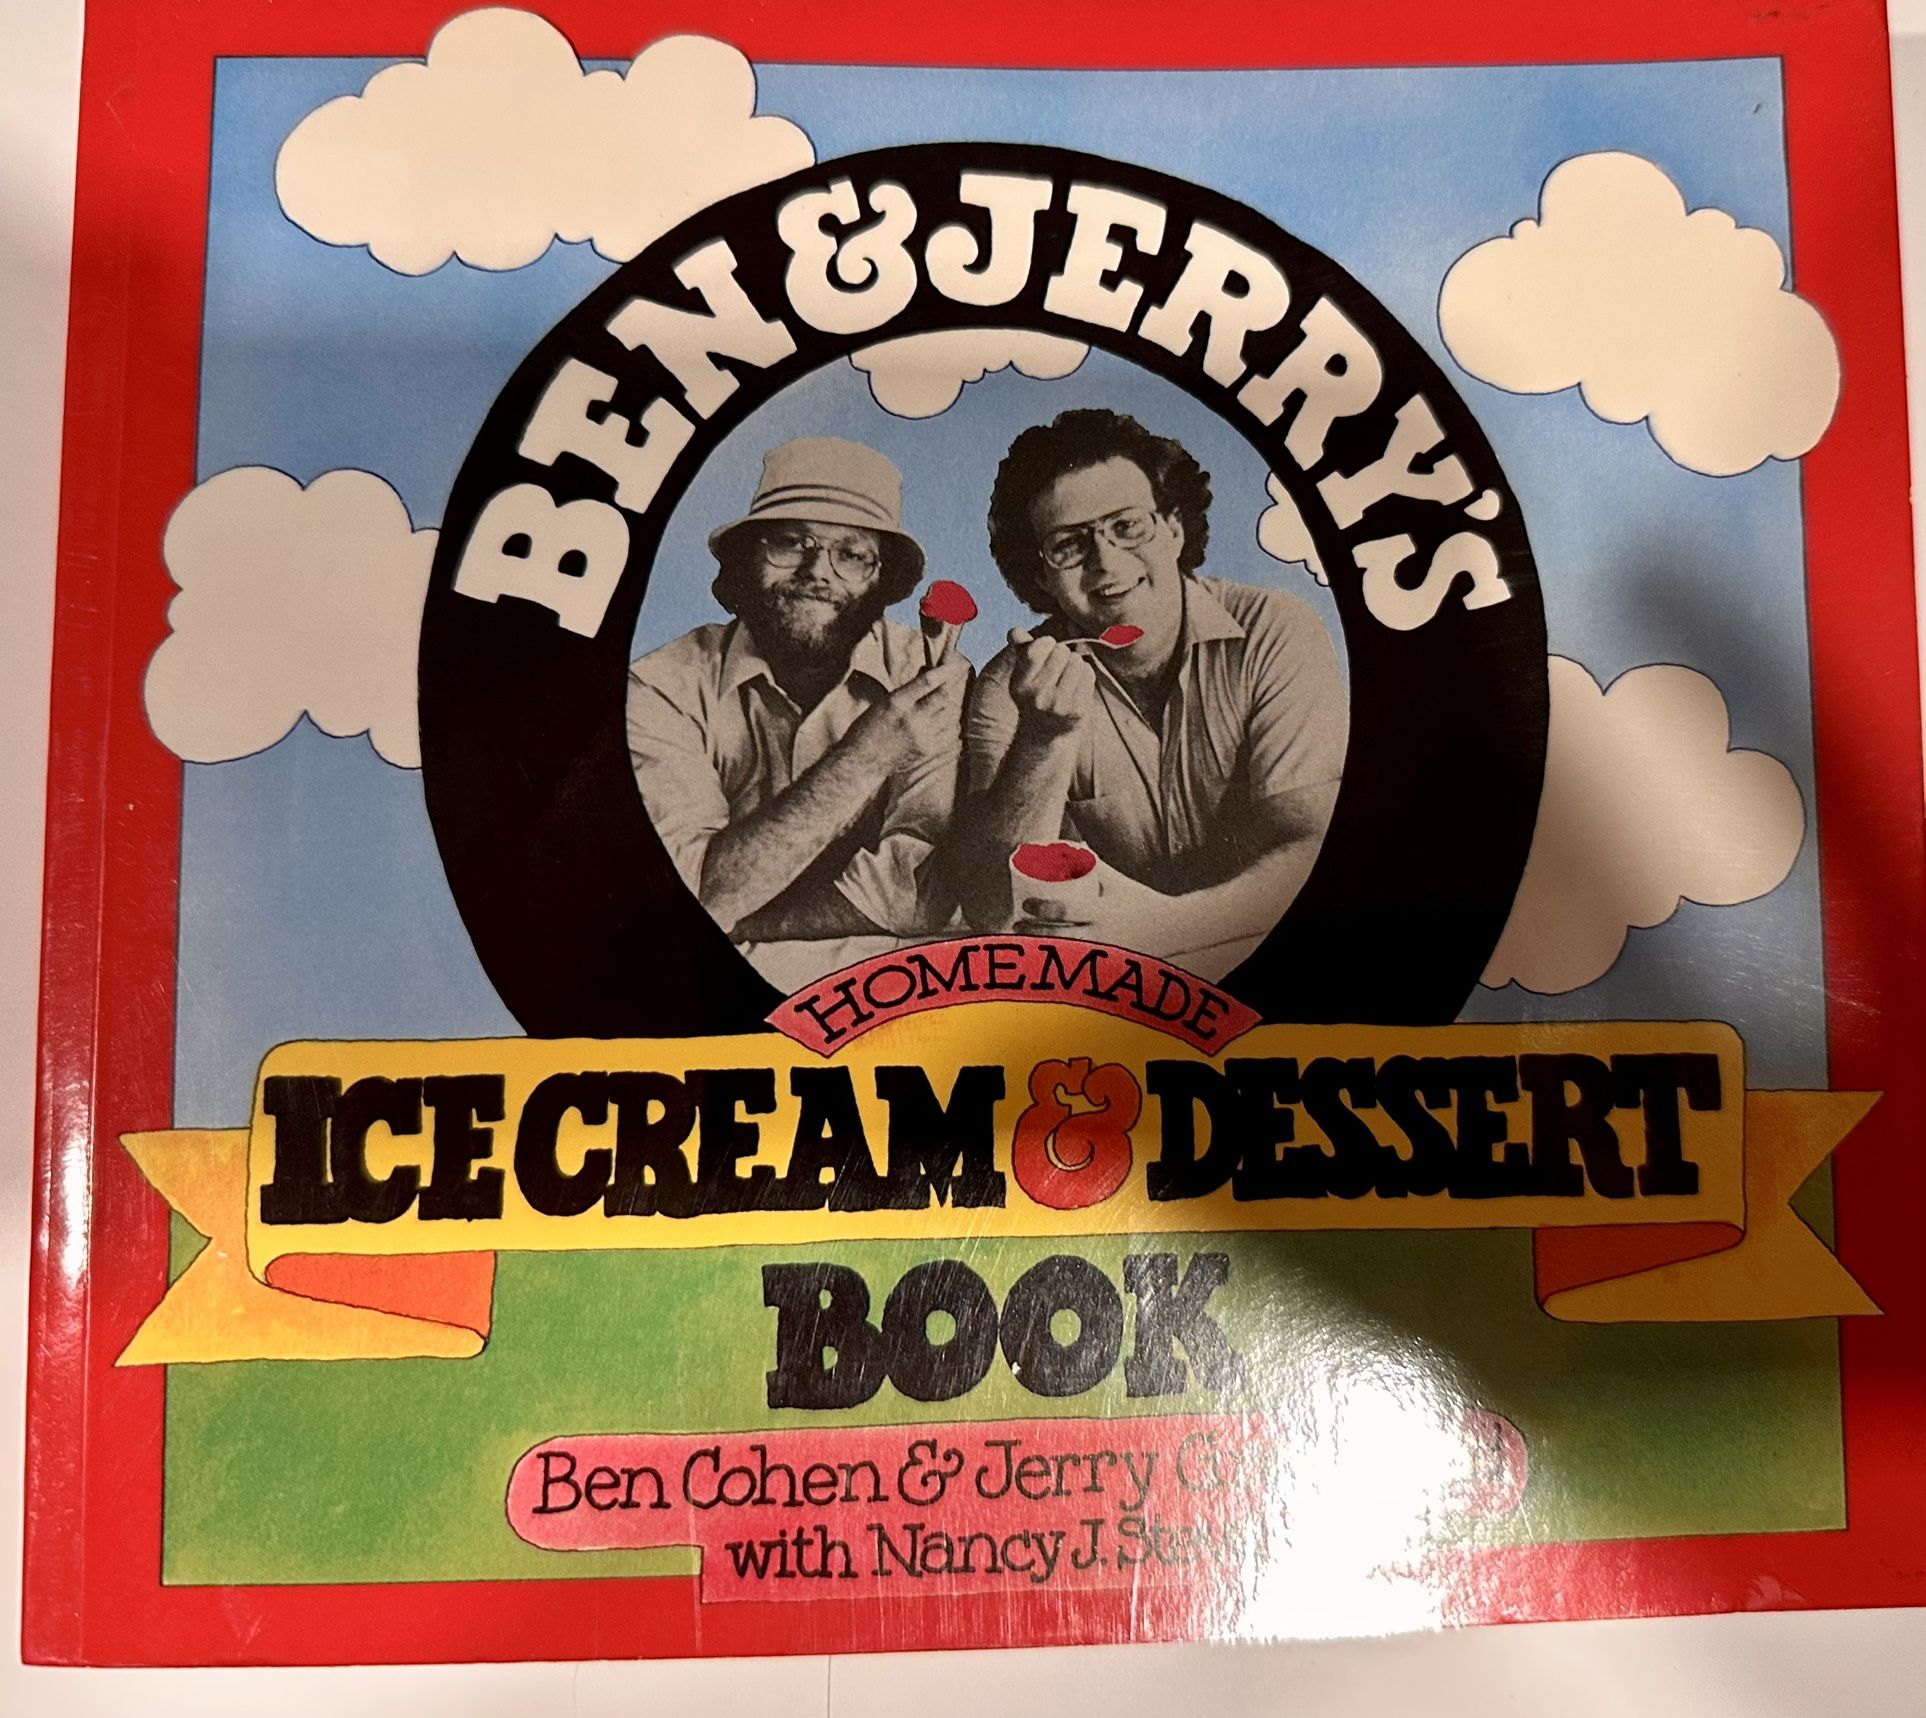 BEN & JERRY'S
HOMEMADE
ICE CREAM & DESSERT
BOOK
Ben Cohen & Jerry
with Nancy J.